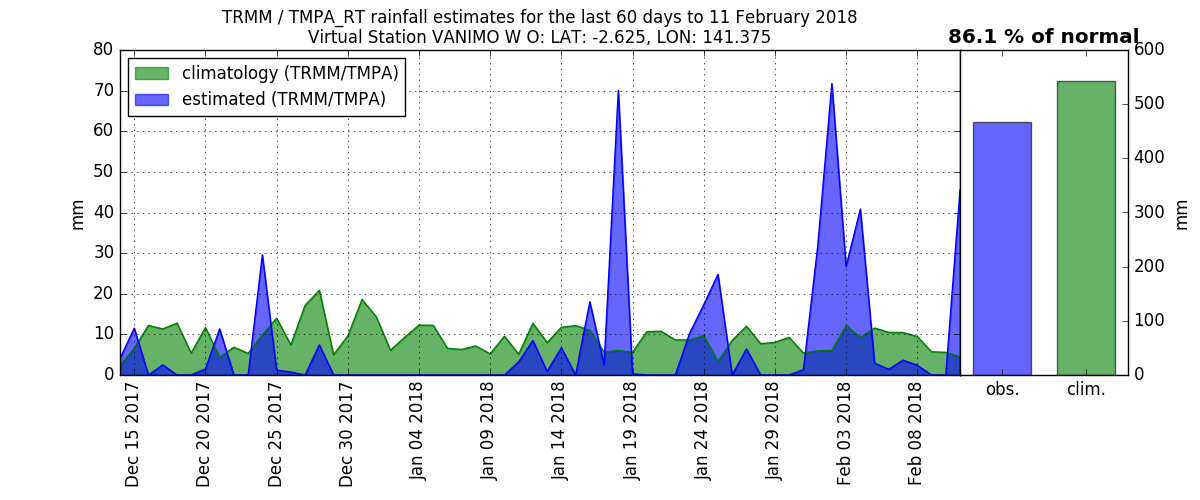 TRMM / TMPA_RT rainfall estimates for the last 60 days to 11 February 2018
Virtual Station VANIMO W O: LAT: -2.625, LON: 141.375
86.1 % of normal
climatology (TRMM/TMPA)
estimated (TRMM/TMPA)
80
70
60
50
40
30
20
10
0
mm
Dec 15 2017
Dec 20 2017
Dec 25 2017
Dec 30 2017
Jan 04 2018
Jan 09 2018
Jan 14 2018
Jan 19 2018
Jan 24 2018
Jan 29 2018
Feb 03 2018
Feb 08 2018
obs.
clim.
600
500
400
300
200
100
0
mm